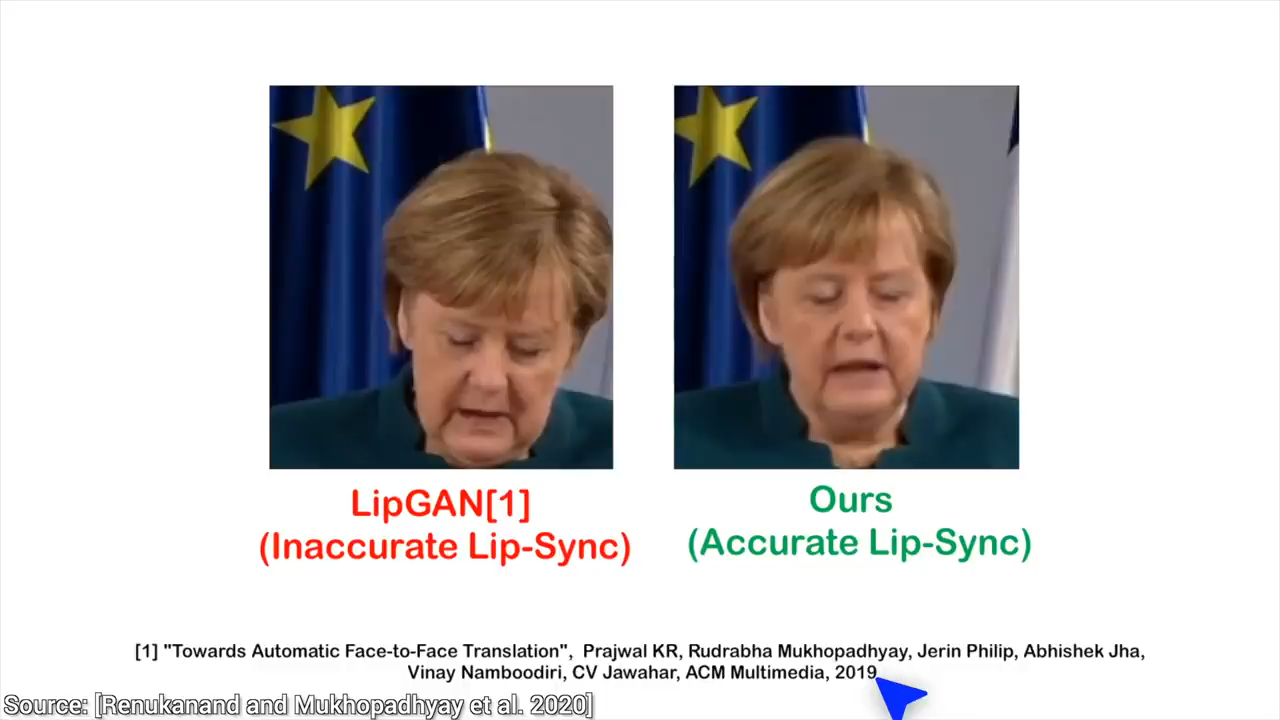 LipGAN[1]
(Inaccurate Lip-Sync)
Ours
(Accurate Lip-Sync)
[1] "Towards Automatic Face-to-Face Translation", Prajwal KR, Rudrabha Mukhopadhyay, Jerin Philip, Abhishek Jha,
Vinay Namboodiri, CV Jawahar, ACM Multimedia, 2019
Source: [Renukanand and Mukhopadhyay et al. 2020]